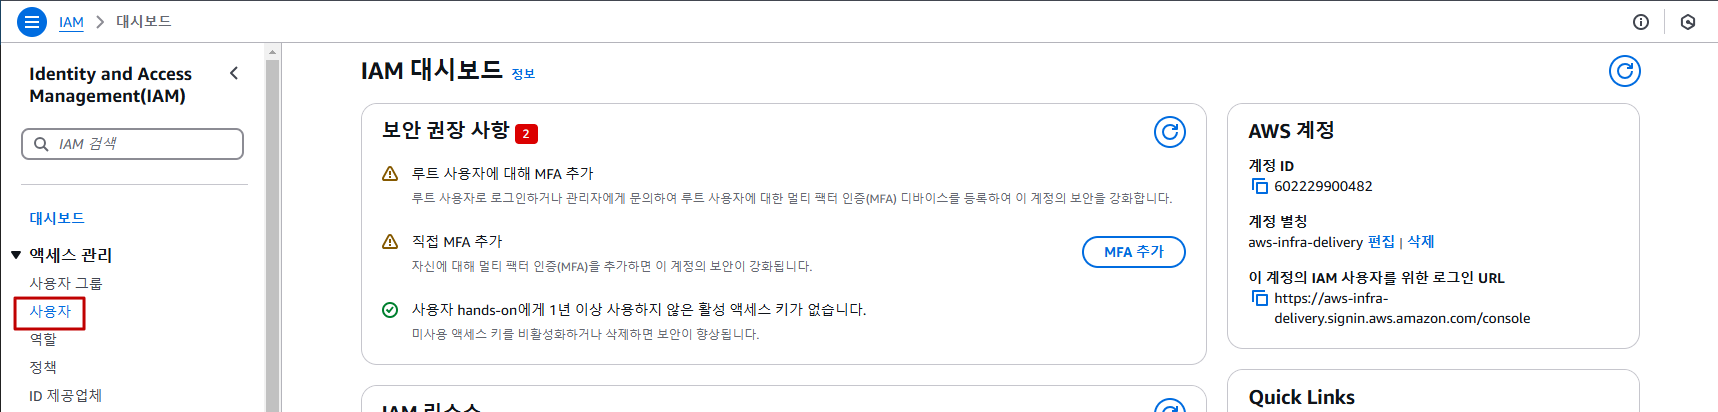 IAM > 대시보드
Identity and Access
Management(IAM)
IAM 검색
대시보드
액세스 관리
사용자 그룹
사용자
역할
정책
ID 제공업체
IAM 대시보드 정보
보안 권장 사항 2
루트 사용자에 대해 MFA 추가
루트 사용자로 로그인하거나 관리자에게 문의하여 루트 사용자에 대한 멀티 팩터 인증(MFA) 디바이스를 등록하여 이 계정의 보안을 강화합니다.
직접 MFA 추가
자신에 대해 멀티 팩터 인증(MFA)을 추가하면 이 계정의 보안이 강화됩니다.
MFA 추가
사용자 hands-on에게 1년 이상 사용하지 않은 활성 액세스 키가 없습니다.
미사용 액세스 키를 비활성화하거나 삭제하면 보안이 향상됩니다.
IAM 리소스
AWS 계정
계정 ID
602229900482
계정 별칭
aws-infra-delivery 편집 | 삭제
이 계정의 IAM 사용자를 위한 로그인 URL
https://aws-infra-
delivery.signin.aws.amazon.com/console
Quick Links